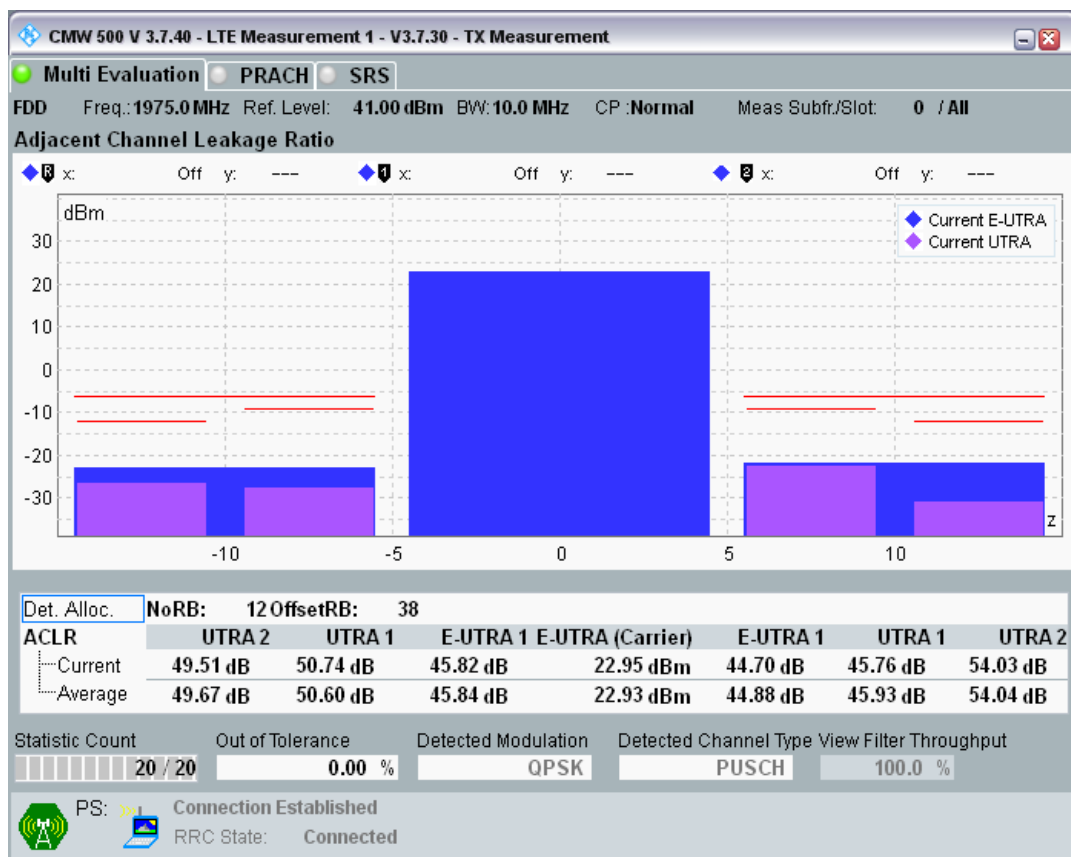 CMW 500 V 3.7.40 - LTE Measurement 1 - V3.7.30 - TX Measurement
Multi Evaluation PRACH SRS
FDD Freq.: 1975.0 MHz Ref. Level: 41.00 dBm BW: 10.0 MHz CP :Normal Meas Subfr./Slot: 0 / All
Adjacent Channel Leakage Ratio
R x: Off y: --- 1 x: Off y: --- 2 x: Off y: ---
dBm
Current E-UTRA
Current UTRA
30
20
10
0
-10
-20
-30
z
-10 -5 0 5 10
Det. Alloc. NoRB: 12 OffsetRB: 38
ACLR UTRA 2 UTRA 1 E-UTRA 1 E-UTRA (Carrier) E-UTRA 1 UTRA 1 UTRA 2
Current 49.51 dB 50.74 dB 45.82 dB 22.95 dBm 44.70 dB 45.76 dB 54.03 dB
Average 49.67 dB 50.60 dB 45.84 dB 22.93 dBm 44.88 dB 45.93 dB 54.04 dB
Statistic Count Out of Tolerance Detected Modulation Detected Channel Type View Filter Throughput
20 / 20 0.00 % QPSK PUSCH 100.0 %
PS: Connection Established
RRC State: Connected